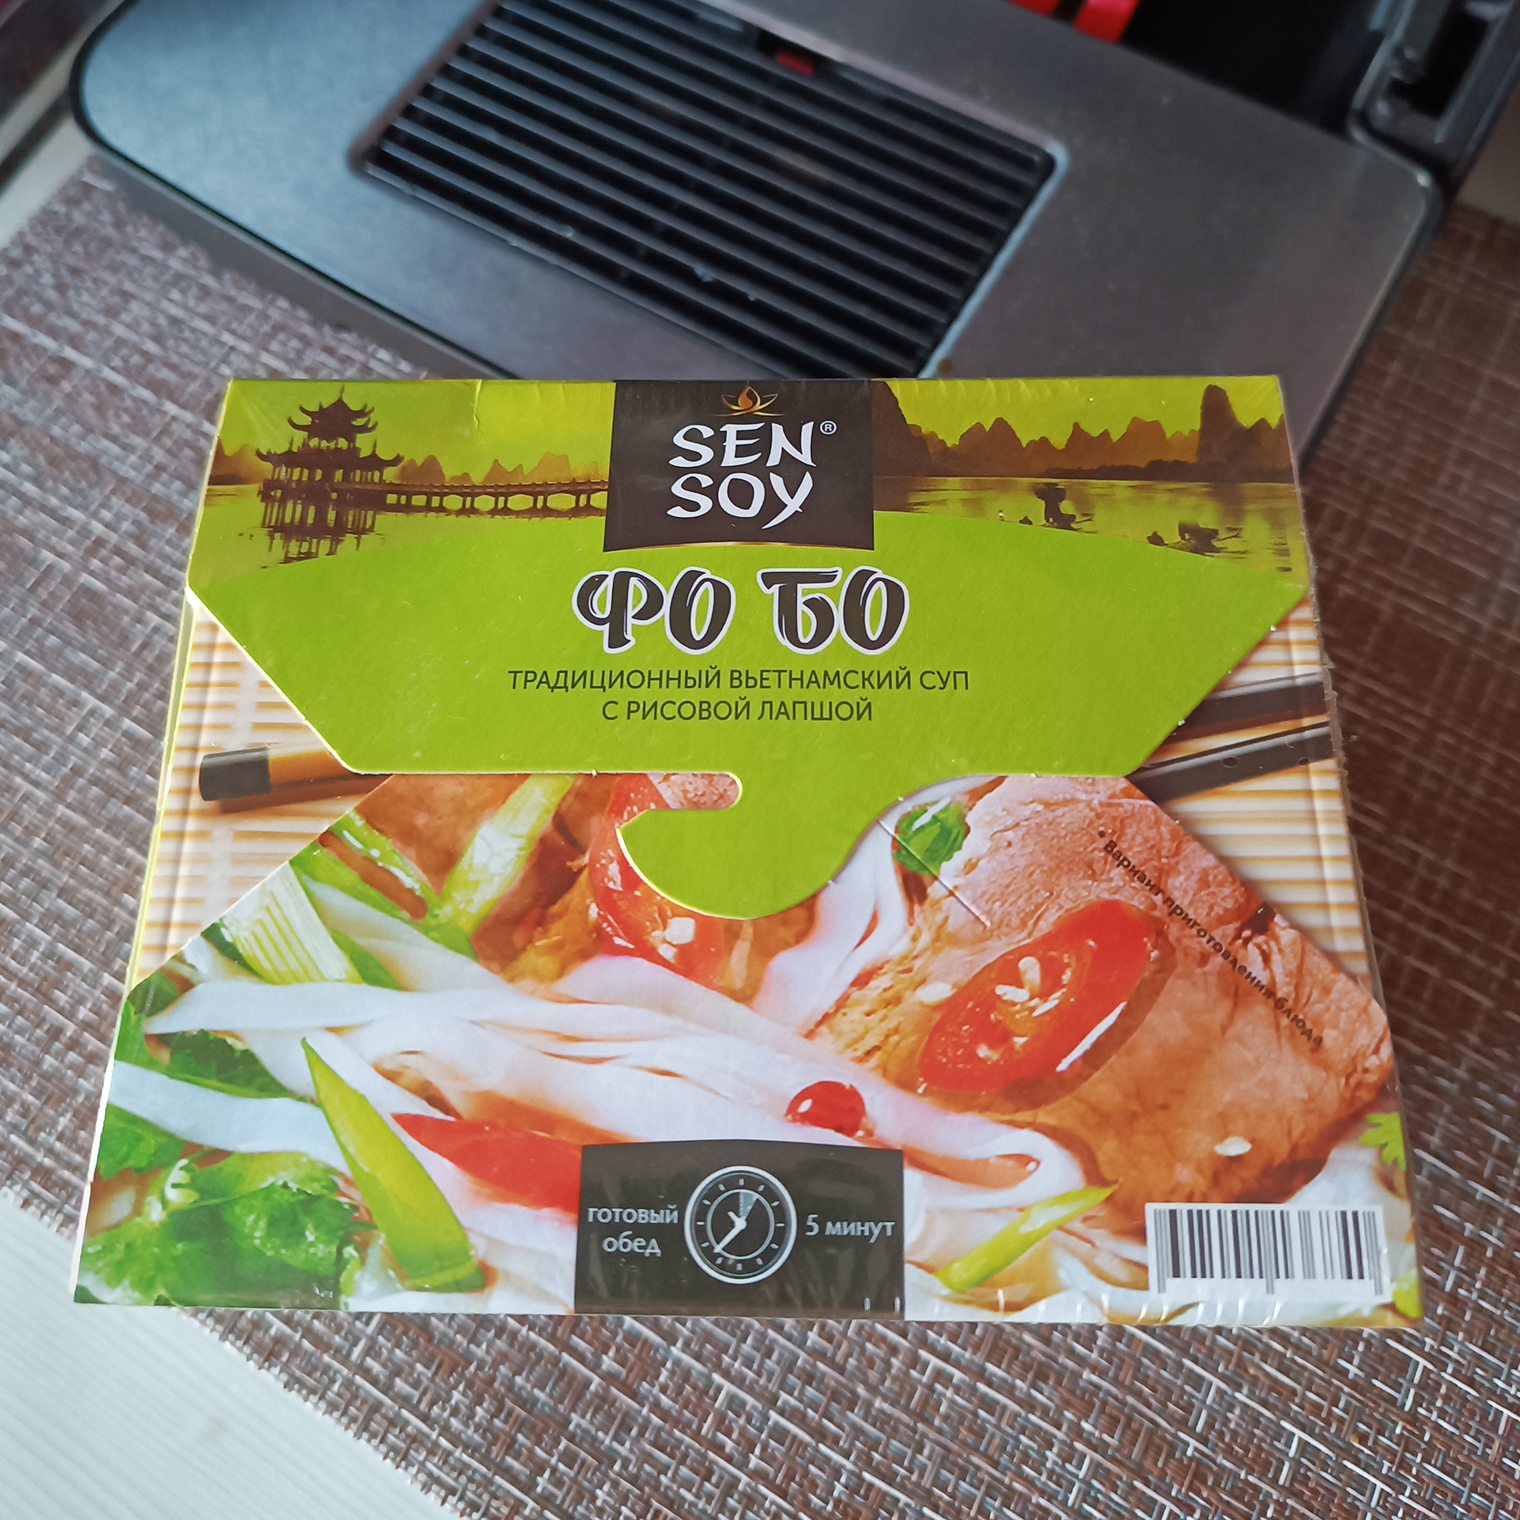 SEN®
SOY
ФО БО
ТРАДИЦИОННЫЙ ВЬЕТНАМСКИЙ СУП
С РИСОВОЙ ЛАПШОЙ
* Вариант приготовления блюда
готовый
обед
5 минут